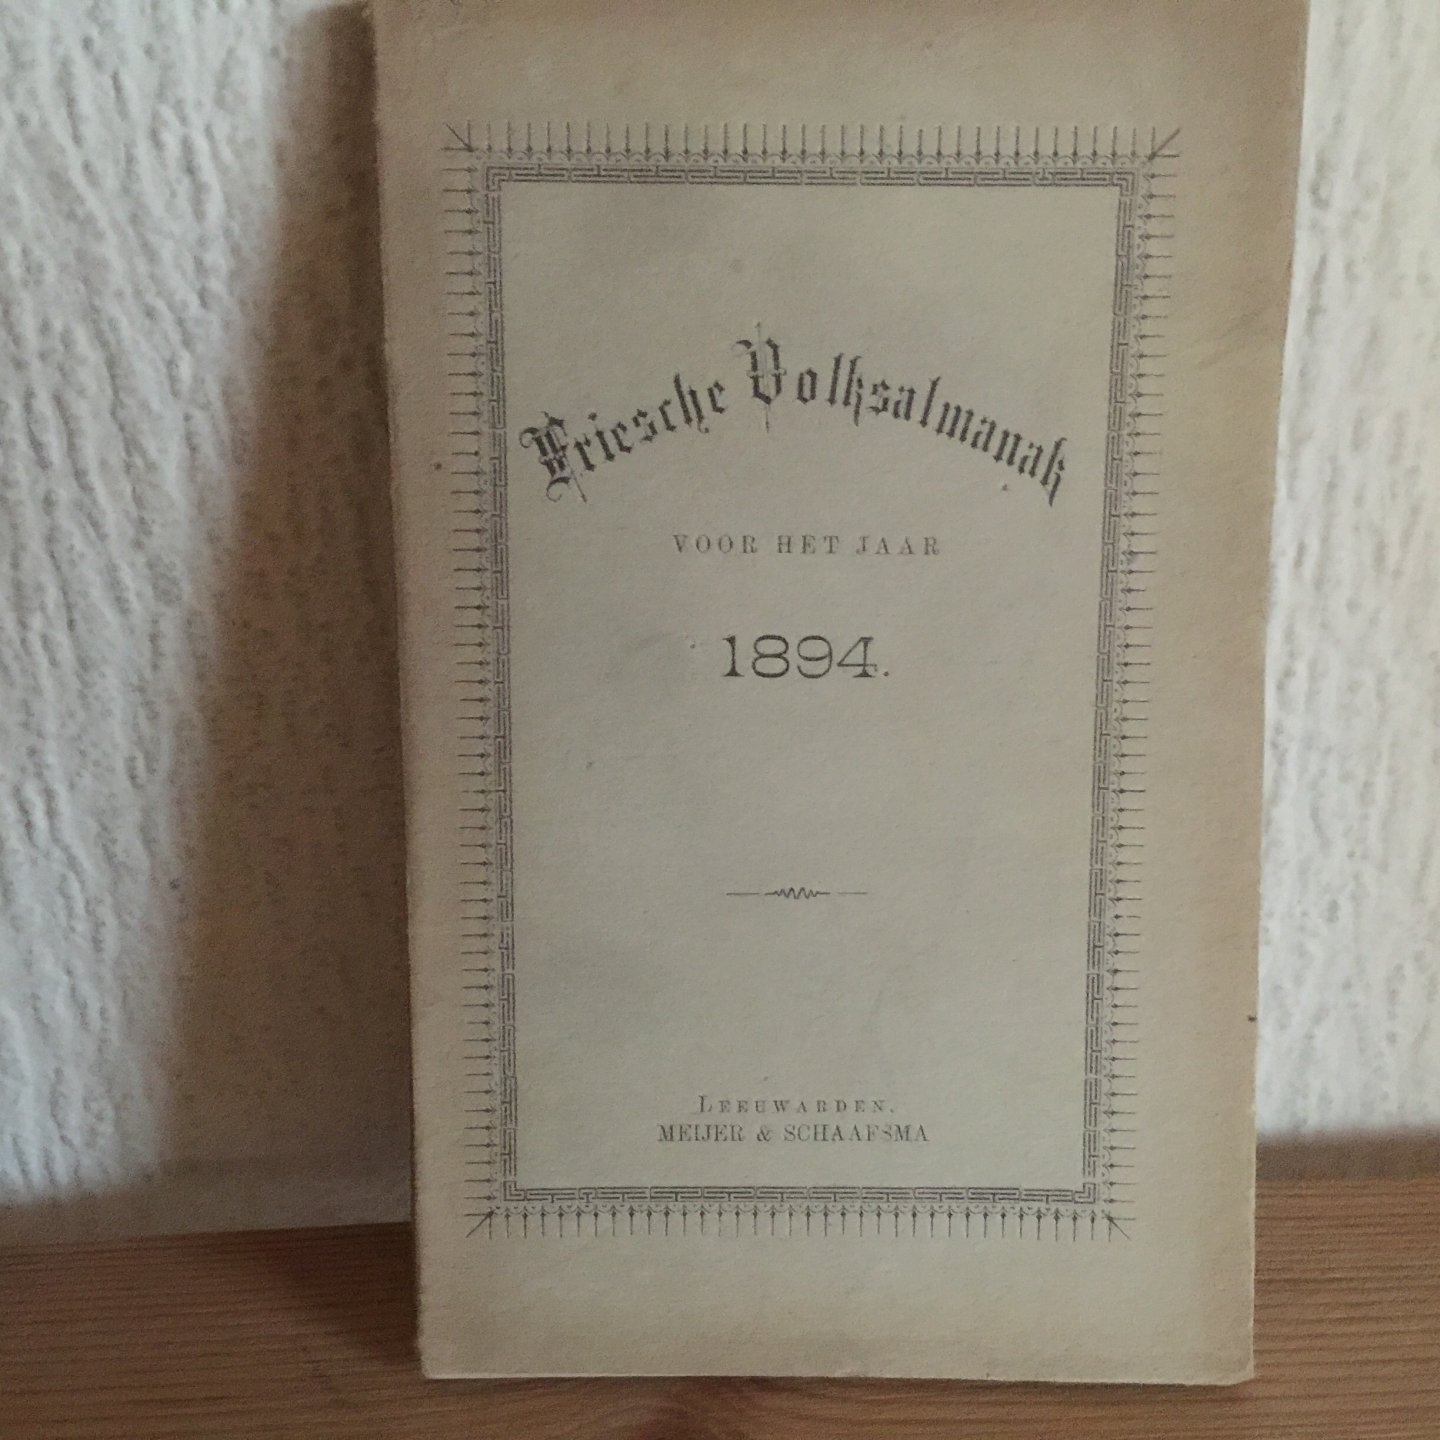 Friesche Volksalmanak
VOOR HET JAAR
1894.
LEEUWARDEN,
MEIJER & SCHAAFSMA